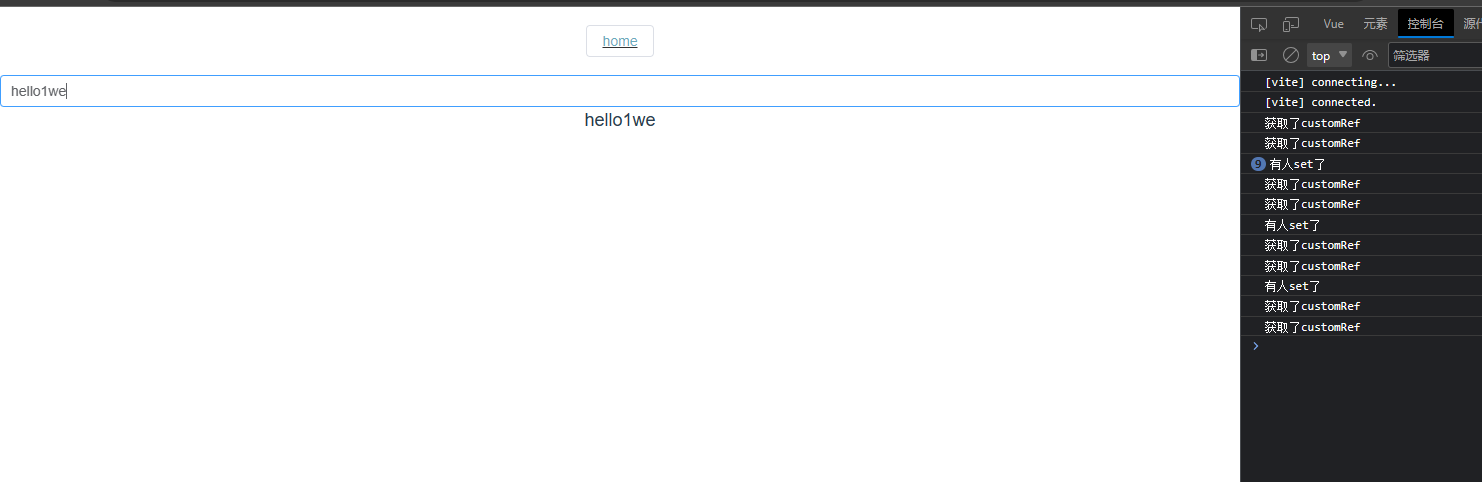 home
hello1we
hello1we
Vue 元素 控制台
top 筛选器
[vite] connecting...
[vite] connected.
获取了customRef
获取了customRef
9 有人set了
获取了customRef
获取了customRef
有人set了
获取了customRef
获取了customRef
有人set了
获取了customRef
获取了customRef